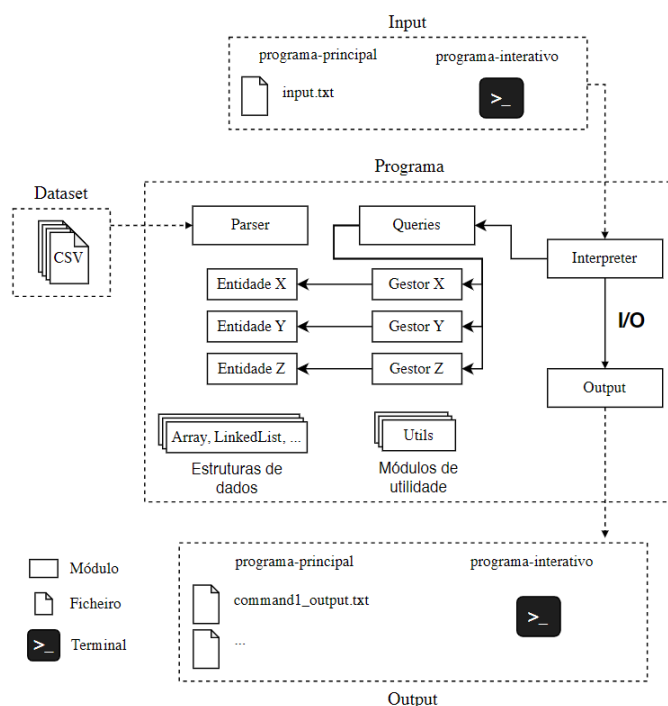 Input
programa-principal
programa-interativo
input.txt
>_
Programa
Dataset
CSV
Parser
Queries
Interpreter
Entidade X
Gestor X
Entidade Y
Gestor Y
I/O
Entidade Z
Gestor Z
Output
Array, LinkedList, ...
Utils
Estruturas de
dados
Módulos de
utilidade
programa-principal
programa-interativo
Módulo
command1_output.txt
>_
Ficheiro
...
>_
Terminal
Output